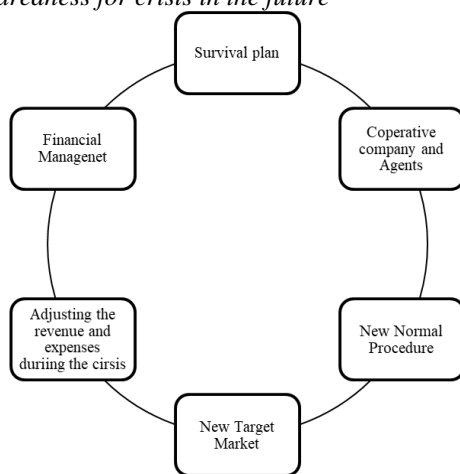 aredness for crisis in the future
Survival plan
Coperative
company and
Agents
New Normal
Procedure
New Target
Market
Adjusting the
revenue and
expenses
duriing the cirsis
Financial
Managenet